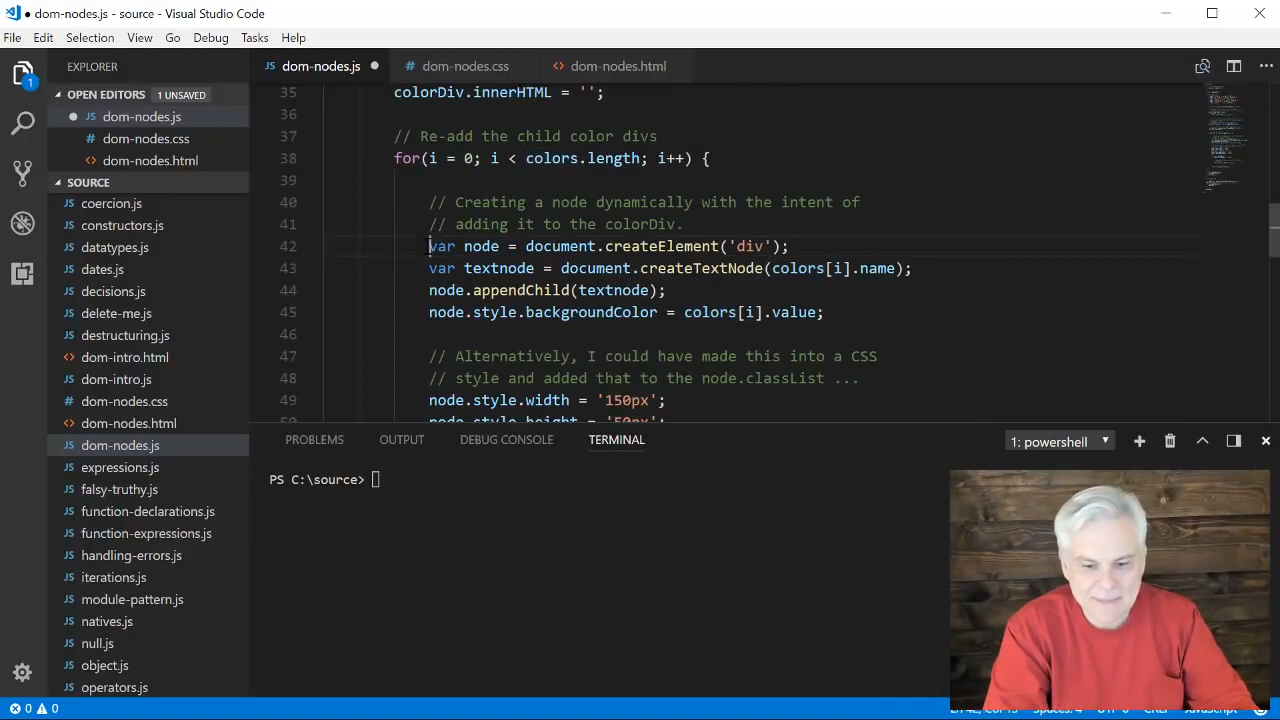 ● dom-nodes.js - source - Visual Studio Code
File Edit Selection View Go Debug Tasks Help
EXPLORER
dom-nodes.js
dom-nodes.css
dom-nodes.html
OPEN EDITORS 1 UNSAVED
dom-nodes.js
dom-nodes.css
dom-nodes.html
SOURCE
coercion.js
constructors.js
datatypes.js
dates.js
decisions.js
delete-me.js
destructuring.js
dom-intro.html
dom-intro.js
dom-nodes.css
dom-nodes.html
dom-nodes.js
expressions.js
falsy-truthy.js
function-declarations.js
function-expressions.js
handling-errors.js
iterations.js
module-pattern.js
natives.js
null.js
object.js
operators.js
1
35 colorDiv.innerHTML = '';
36
37 // Re-add the child color divs
38 for(i = 0; i < colors.length; i++) {
39
40 // Creating a node dynamically with the intent of
41 // adding it to the colorDiv.
42 var node = document.createElement('div');
43 var textnode = document.createTextNode(colors[i].name);
44 node.appendChild(textnode);
45 node.style.backgroundColor = colors[i].value;
46
47 // Alternatively, I could have made this into a CSS
48 // style and added that to the node.classList ...
49 node.style.width = '150px';
50 node.style.height = '50px';
PROBLEMS OUTPUT DEBUG CONSOLE TERMINAL
1: powershell
PS C:\source>
0 0